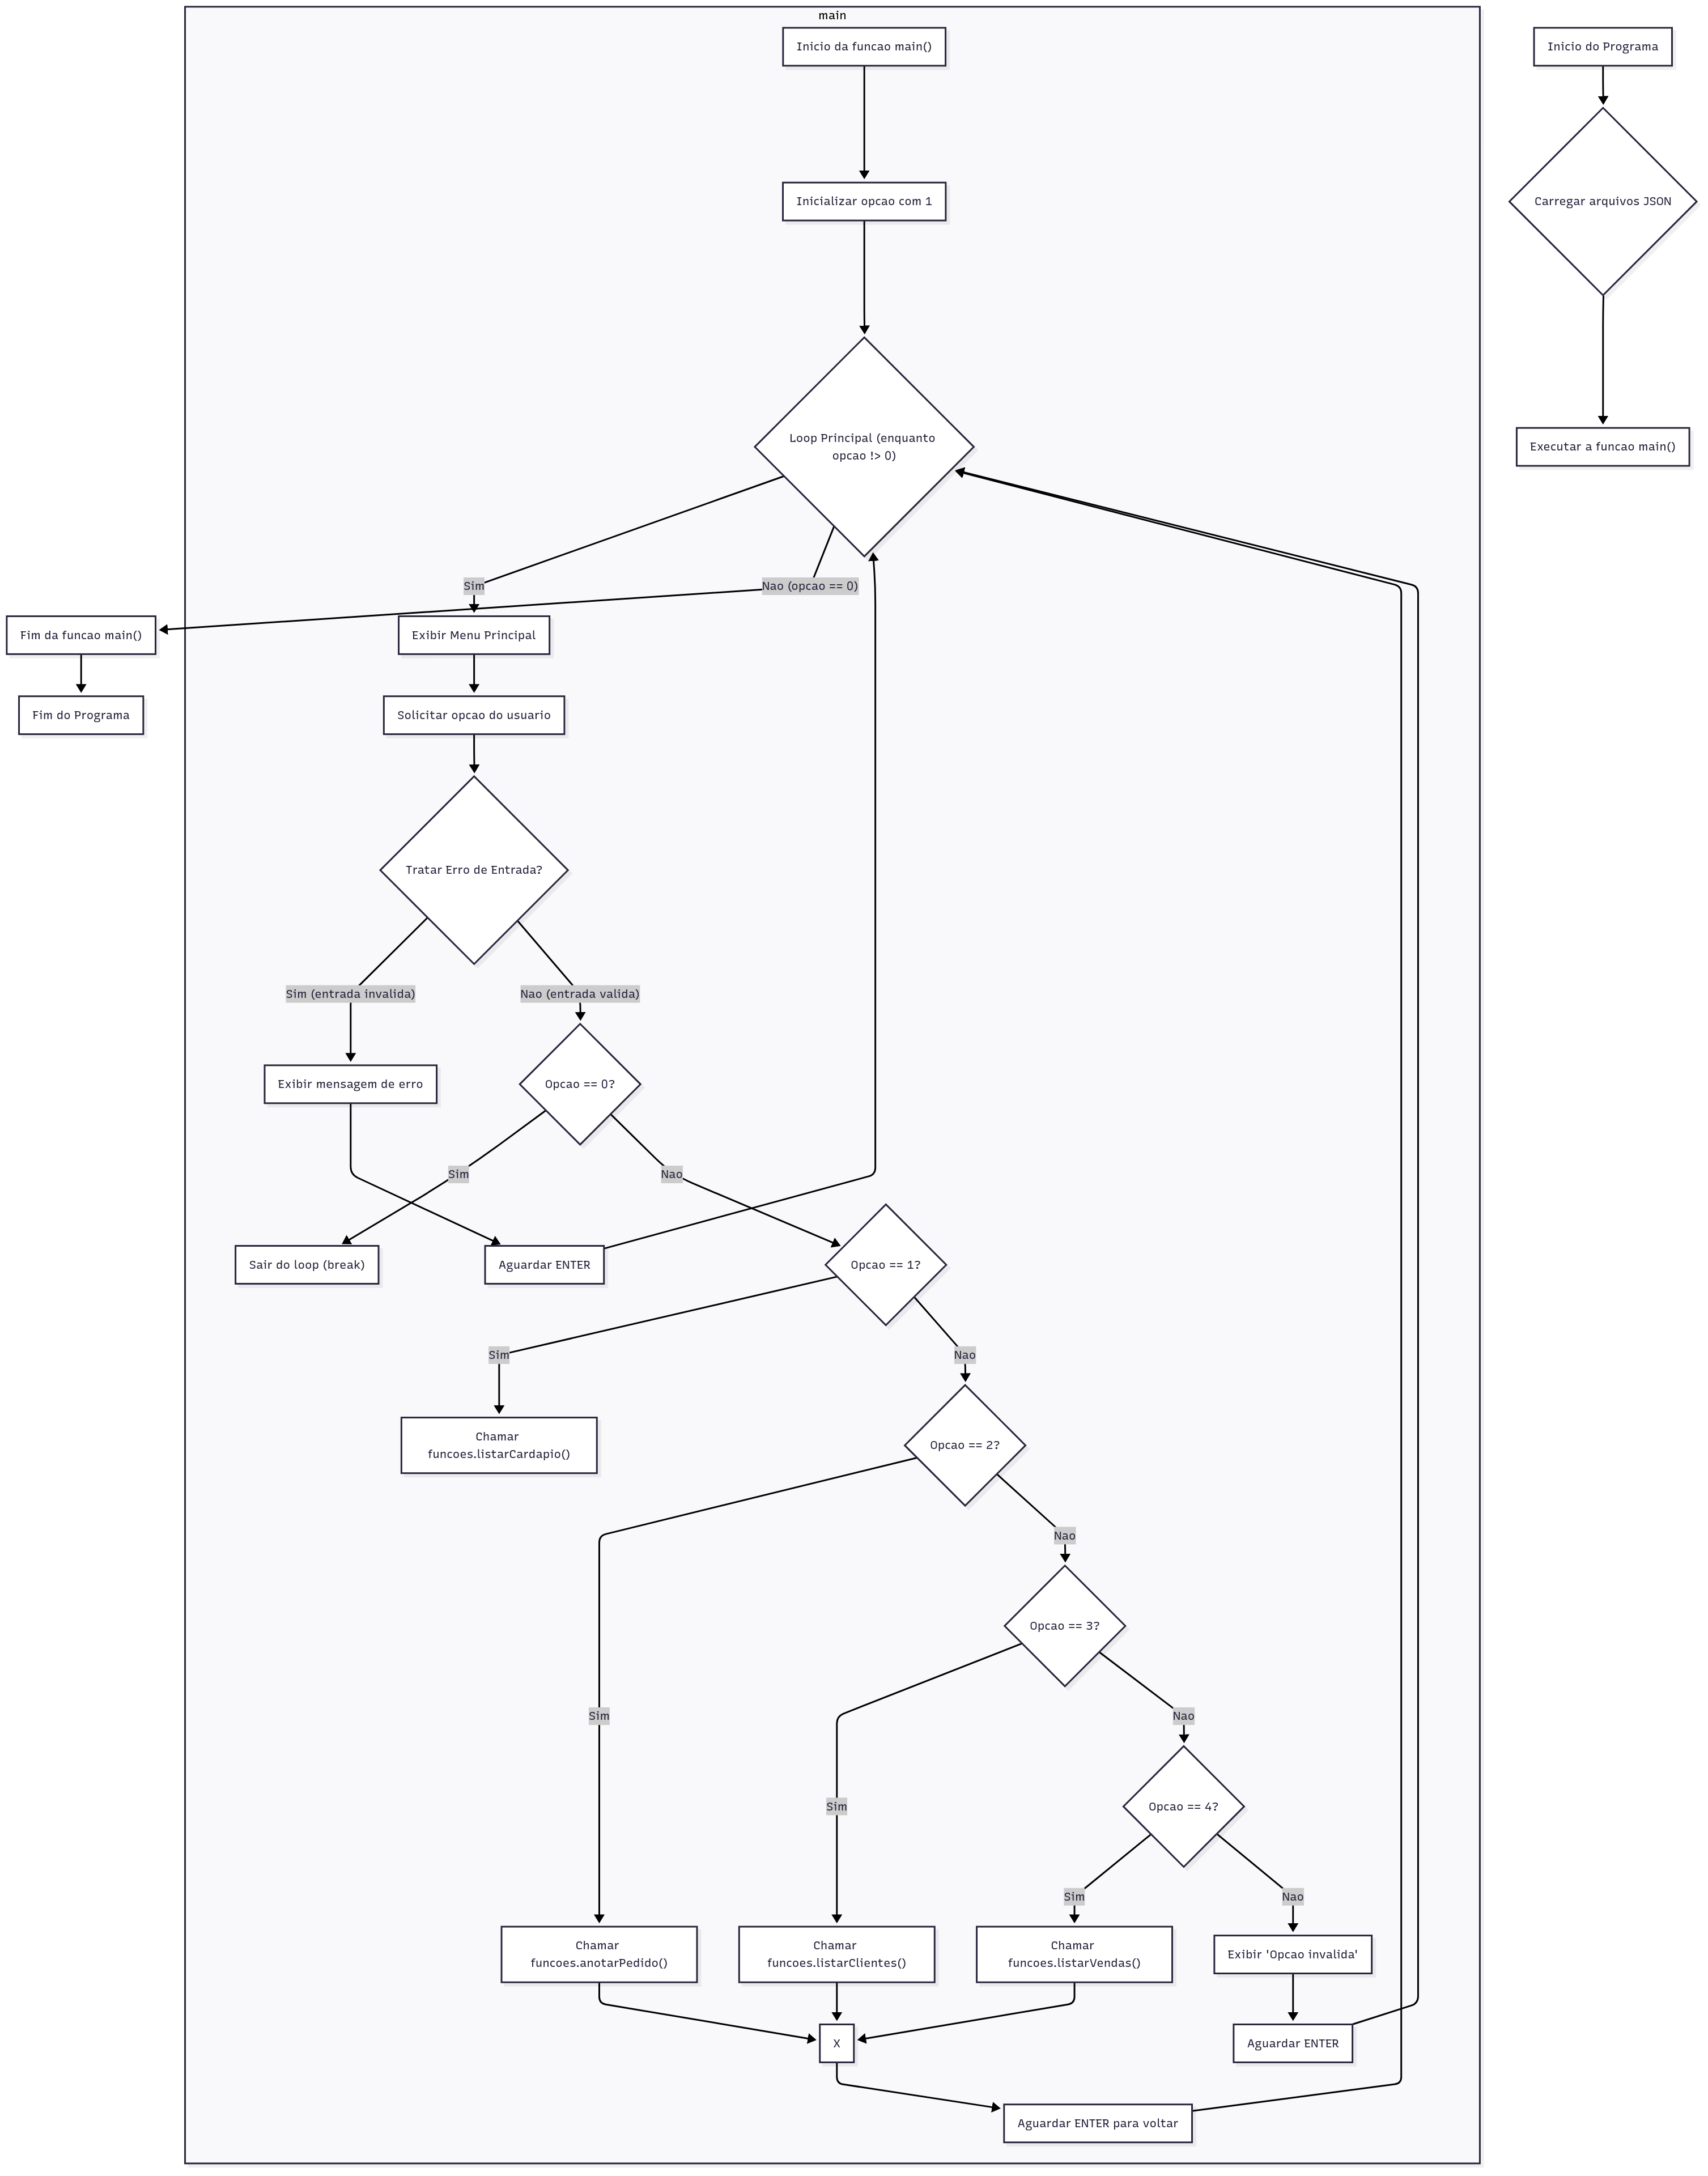 main
Inicio da funcao main()
Inicio do Programa
Inicializar opcao com 1
Carregar arquivos JSON
Loop Principal (enquanto
opcao !> 0)
Executar a funcao main()
Sim
Nao (opcao == 0)
Fim da funcao main()
Exibir Menu Principal
Fim do Programa
Solicitar opcao do usuario
Tratar Erro de Entrada?
Sim (entrada invalida)
Nao (entrada valida)
Exibir mensagem de erro
Opcao == 0?
Sim
Nao
Sair do loop (break)
Aguardar ENTER
Opcao == 1?
Sim
Nao
Chamar
funcoes.listarCardapio()
Opcao == 2?
Nao
Opcao == 3?
Sim
Nao
Sim
Opcao == 4?
Sim
Nao
Chamar
funcoes.anotarPedido()
Chamar
funcoes.listarClientes()
Chamar
funcoes.listarVendas()
Exibir 'Opcao invalida'
X
Aguardar ENTER
Aguardar ENTER para voltar